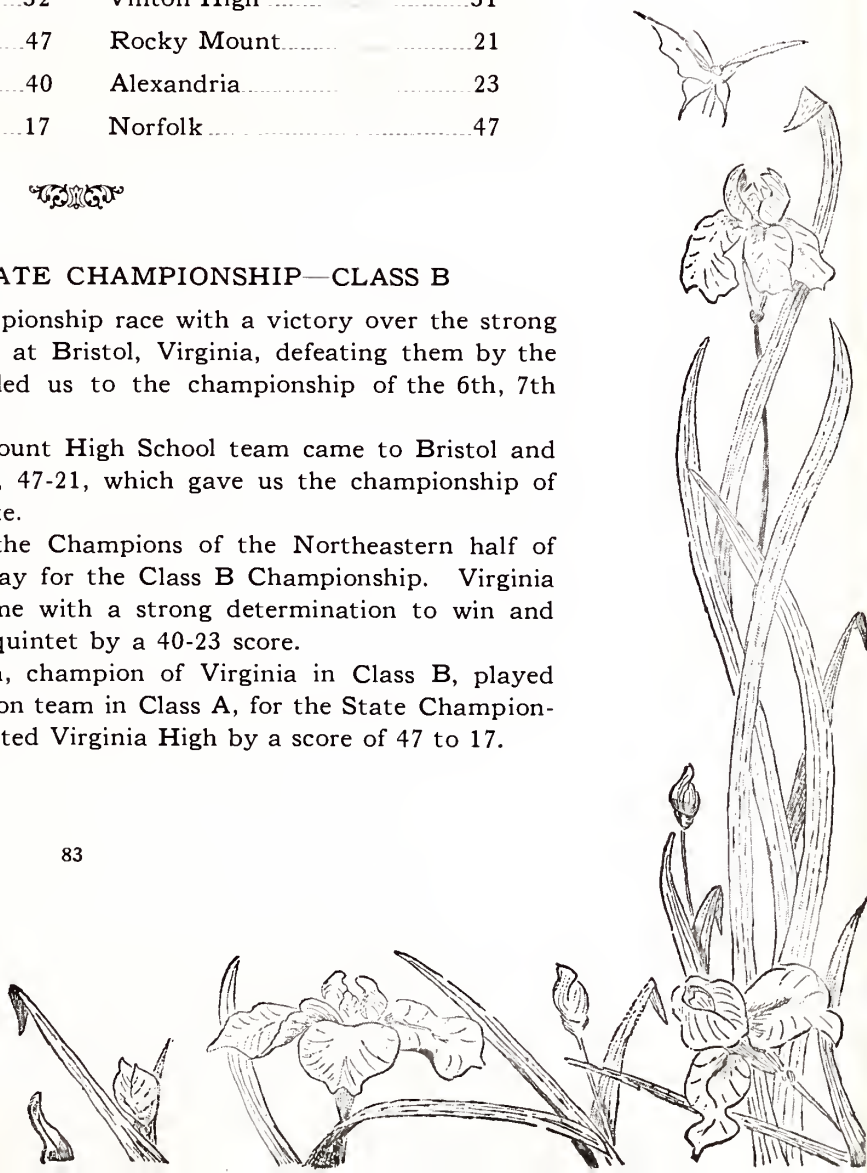 32 Vinton High 31
47 Rocky Mount 21
40 Alexandria 23
17 Norfolk 47
ATE CHAMPIONSHIP—CLASS B
pionship race with a victory over the strong
at Bristol, Virginia, defeating them by the
led us to the championship of the 6th, 7th
ount High School team came to Bristol and
, 47-21, which gave us the championship of
te.
the Champions of the Northeastern half of
ay for the Class B Championship. Virginia
me with a strong determination to win and
quintet by a 40-23 score.
, champion of Virginia in Class B, played
on team in Class A, for the State Champion-
ted Virginia High by a score of 47 to 17.
83